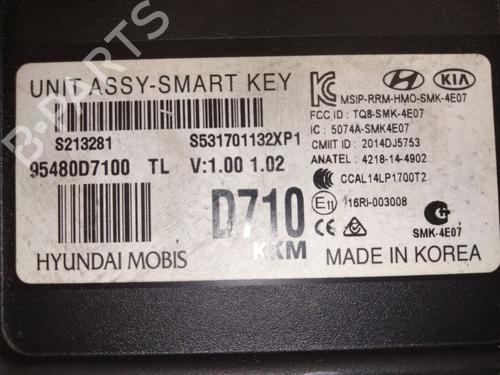 UNIT ASSY-SMART KEY
HYUNDAI KIA
MSIP-RRM-HMO-SMK-4E07
FCC ID : TQ8-SMK-4E07
IC : 5074A-SMK4E07
CMIIT ID : 2014DJ5753
ANATEL : 4218-14-4902
CCAL14LP1700T2
S213281 S531701132XP1
95480D7100 TL V:1.00 1.02
D710
KKM
E11 116RI-003008
SMK-4E07
HYUNDAI MOBIS
MADE IN KOREA
B-PARTS